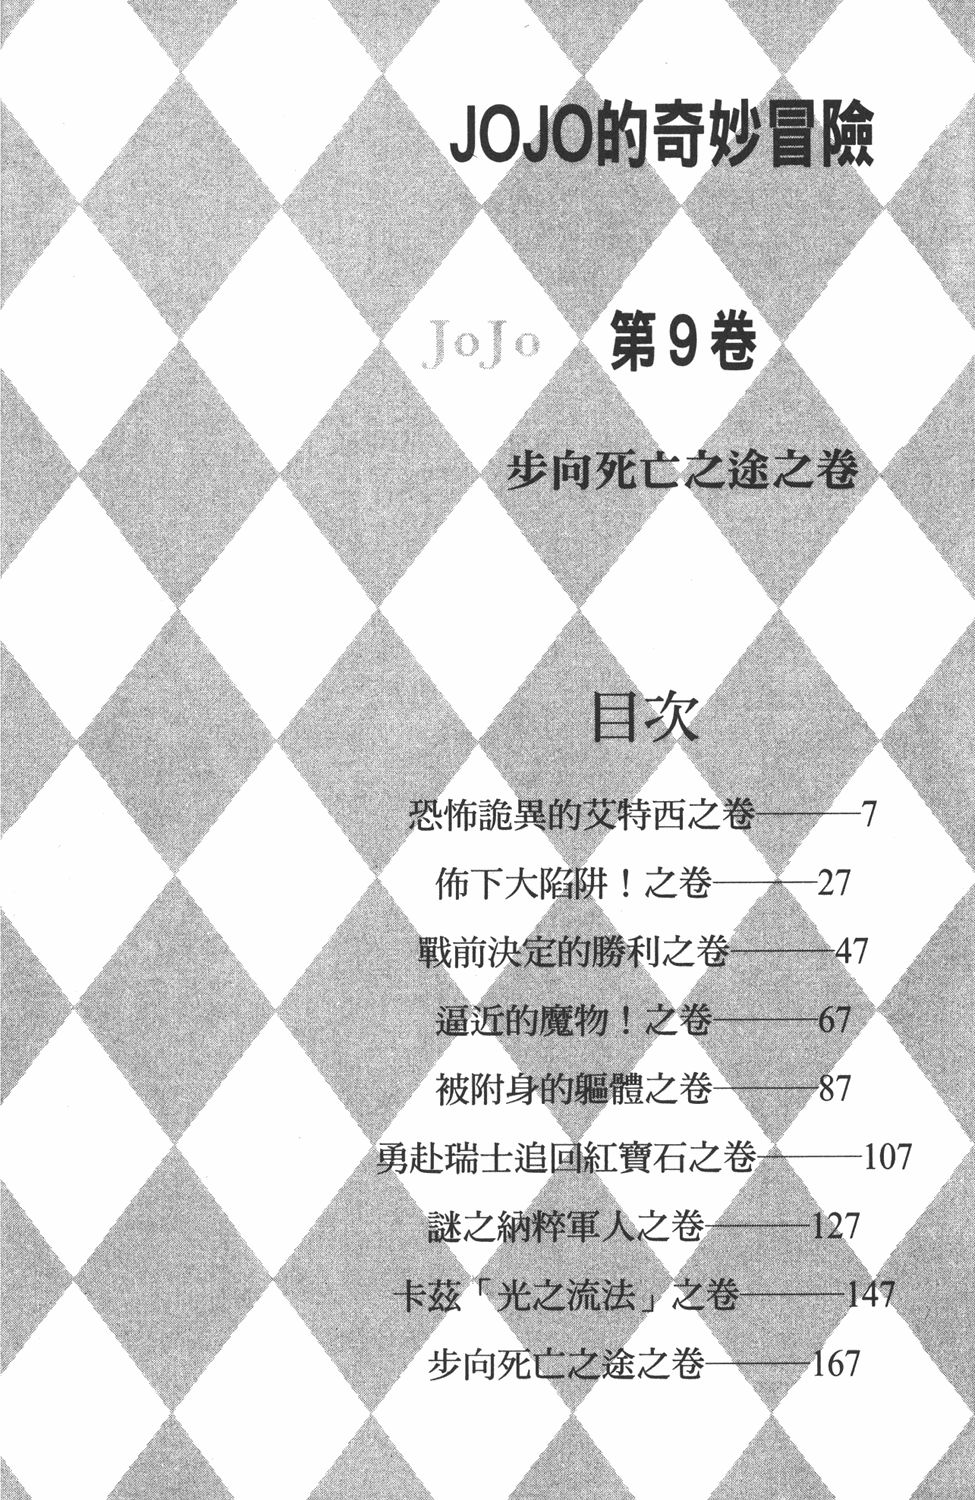 JOJO的奇妙冒險
JoJo 第9卷
步向死亡之途之卷
目次
恐怖詭異的艾特西之卷———7
佈下大陷阱！之卷———27
戰前決定的勝利之卷———47
逼近的魔物！之卷———67
被附身的軀體之卷———87
勇赴瑞士追回紅寶石之卷———107
謎之納粹軍人之卷———127
卡茲「光之流法」之卷———147
步向死亡之途之卷———167